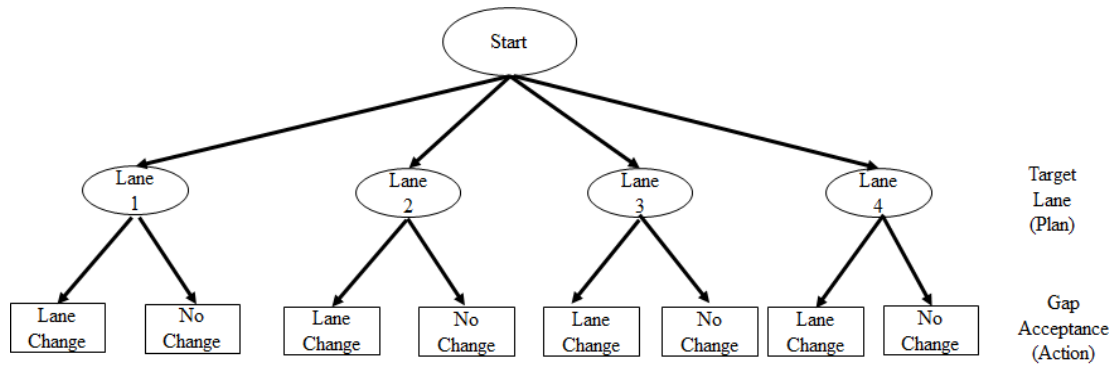 Start
Lane
1
Lane
2
Lane
3
Lane
4
Target
Lane
(Plan)
Lane
Change
No
Change
Lane
Change
No
Change
Lane
Change
No
Change
Lane
Change
No
Change
Gap
Acceptance
(Action)